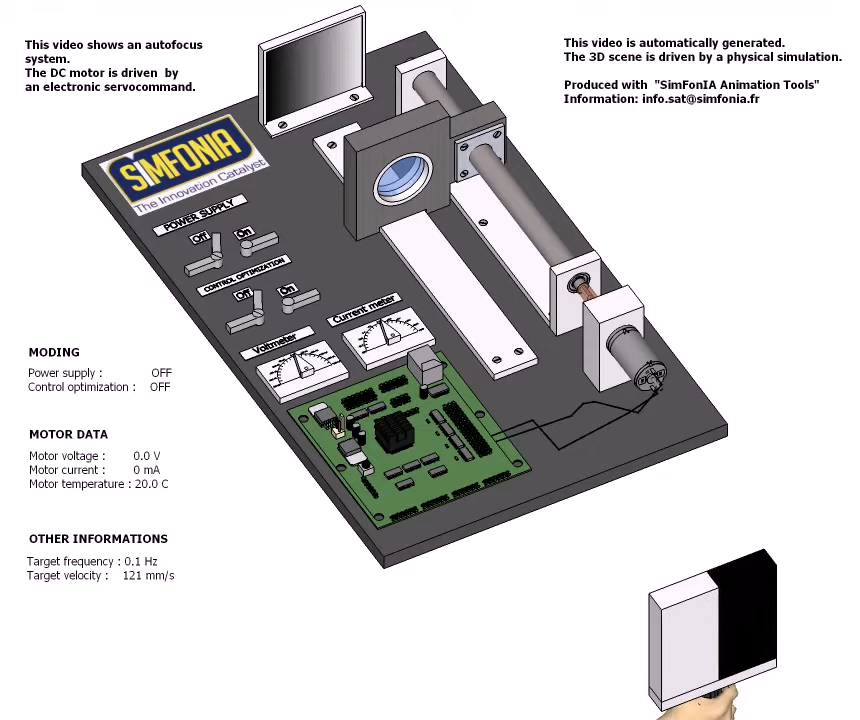 This video shows an autofocus
system.
The DC motor is driven by
an electronic servocommand.
This video is automatically generated.
The 3D scene is driven by a physical simulation.
Produced with "SimFonIA Animation Tools"
Information: info.sat@simfonia.fr
SiMFONIA
The Innovation Catalyst
POWER SUPPLY
Off On
CONTROL OPTIMIZATION
Off On
Voltmeter
Current meter
MODING
Power supply : OFF
Control optimization : OFF
MOTOR DATA
Motor voltage : 0.0 V
Motor current : 0 mA
Motor temperature : 20.0 C
OTHER INFORMATIONS
Target frequency : 0.1 Hz
Target velocity : 121 mm/s